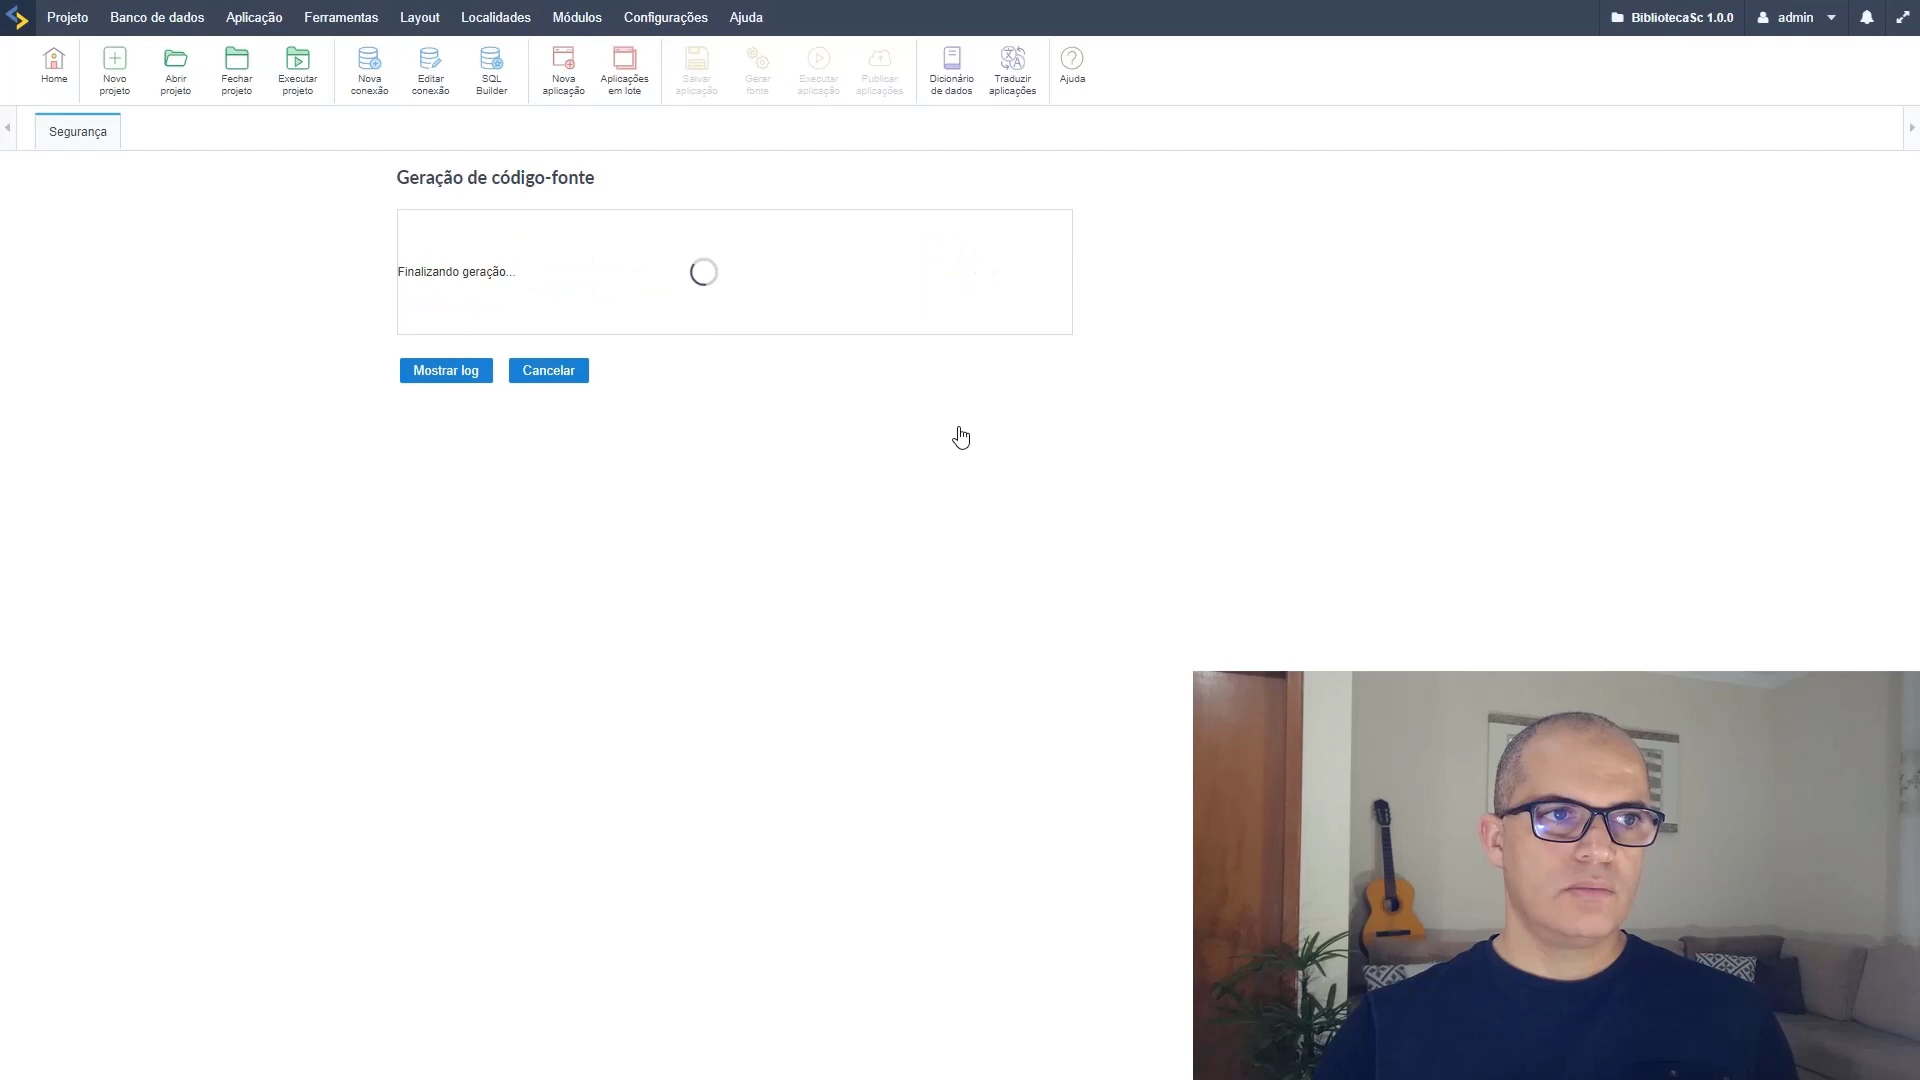 Projeto Banco de dados Aplicação Ferramentas Layout Localidades Módulos Configurações Ajuda BibliotecaSc 1.0.0 admin
Home
Novo
projeto
Abrir
projeto
Fechar
projeto
Executar
projeto
Nova
conexão
Editar
conexão
SQL
Builder
Nova
aplicação
Aplicações
em lote
Salvar
aplicação
Gerar
fonte
Executar
aplicação
Publicar
aplicações
Dicionário
de dados
Traduzir
aplicações
Ajuda
Segurança
Geração de código-fonte
Finalizando geração...
Mostrar log Cancelar